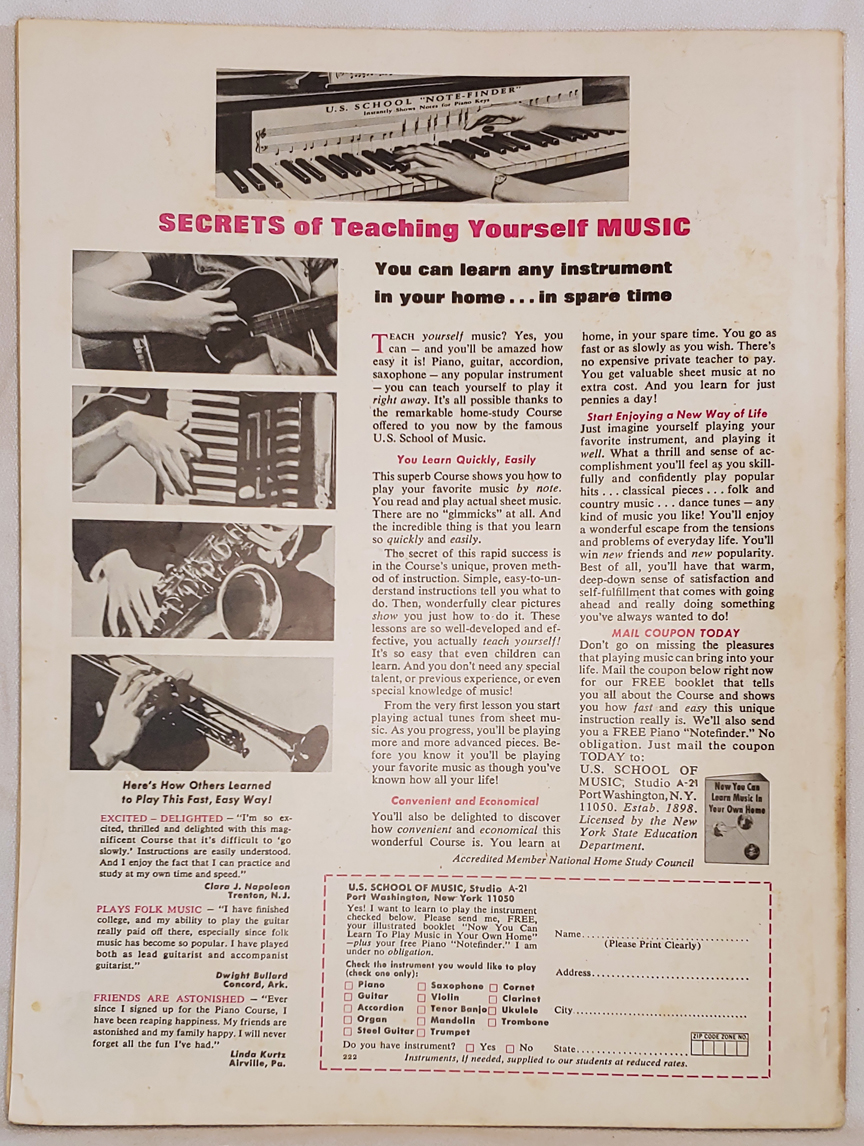 U.S. SCHOOL "NOTE-FINDER"
Instantly Shows Notes for Piano Keys
SECRETS of Teaching Yourself MUSIC
You can learn any instrument
in your home...in spare time
TEACH yourself music? Yes, you
can — and you'll be amazed how
easy it is! Piano, guitar, accordion,
saxophone — any popular instrument
— you can teach yourself to play it
right away. It's all possible thanks to
the remarkable home-study Course
offered to you now by the famous
U.S. School of Music.
You Learn Quickly, Easily
This superb Course shows you how to
play your favorite music by note.
You read and play actual sheet music.
There are no "gimmicks" at all. And
the incredible thing is that you learn
so quickly and easily.
The secret of this rapid success is
in the Course's unique, proven meth-
od of instruction. Simple, easy-to-un-
derstand instructions tell you what to
do. Then, wonderfully clear pictures
show you just how to do it. These
lessons are so well-developed and ef-
fective, you actually teach yourself!
It's so easy that even children can
learn. And you don't need any special
talent, or previous experience, or even
special knowledge of music!
From the very first lesson you start
playing actual tunes from sheet mu-
sic. As you progress, you'll be playing
more and more advanced pieces. Be-
fore you know it you'll be playing
your favorite music as though you've
known how all your life!
Convenient and Economical
You'll also be delighted to discover
how convenient and economical this
wonderful Course is. You learn at
home, in your spare time. You go as
fast or as slowly as you wish. There's
no expensive private teacher to pay.
You get valuable sheet music at no
extra cost. And you learn for just
pennies a day!
Start Enjoying a New Way of Life
Just imagine yourself playing your
favorite instrument, and playing it
well. What a thrill and sense of ac-
complishment you'll feel as you skill-
fully and confidently play popular
hits...classical pieces...folk and
country music...dance tunes — any
kind of music you like! You'll enjoy
a wonderful escape from the tensions
and problems of everyday life. You'll
win new friends and new popularity.
Best of all, you'll have that warm,
deep-down sense of satisfaction and
self-fulfillment that comes with going
ahead and really doing something
you've always wanted to do!
MAIL COUPON TODAY
Don't go on missing the pleasures
that playing music can bring into your
life. Mail the coupon below right now
for our FREE booklet that tells
you all about the Course and shows
you how fast and easy this unique
instruction really is. We'll also send
you a FREE Piano "Notefinder." No
obligation. Just mail the coupon
TODAY to:
U.S. SCHOOL OF
MUSIC, Studio A-21
Port Washington, N.Y.
11050. Estab. 1898.
Licensed by the New
York State Education
Department.
Now You Can
Learn Music In
Your Own Home
Accredited Member National Home Study Council
Here's How Others Learned
to Play This Fast, Easy Way!
EXCITED — DELIGHTED — "I'm so ex-
cited, thrilled and delighted with this mag-
nificent Course that it's difficult to 'go
slowly.' Instructions are easily understood.
And I enjoy the fact that I can practice and
study at my own time and speed."
Clara J. Napoleon
Trenton, N.J.
PLAYS FOLK MUSIC — "I have finished
college, and my ability to play the guitar
really paid off there, especially since folk
music has become so popular. I have played
both as lead guitarist and accompanist
guitarist."
Dwight Bullard
Concord, Ark.
FRIENDS ARE ASTONISHED — "Ever
since I signed up for the Piano Course, I
have been reaping happiness. My friends are
astonished and my family happy. I will never
forget all the fun I've had."
Linda Kurtz
Airville, Pa.
U.S. SCHOOL OF MUSIC, Studio A-21
Port Washington, New York 11050
Yes! I want to learn to play the instrument
checked below. Please send me, FREE,
your illustrated booklet "Now You Can
Learn To Play Music in Your Own Home"
—plus your free Piano "Notefinder." I am
under no obligation.
Check the instrument you would like to play
(check one only):
Piano Saxophone Cornet
Guitar Violin Clarinet
Accordion Tenor Banjo Ukulele
Organ Mandolin Trombone
Steel Guitar Trumpet
Do you have instrument? Yes No
222 Instruments, if needed, supplied to our students at reduced rates.
Name
(Please Print Clearly)
Address
City
State
ZIP CODE ZONE NO.